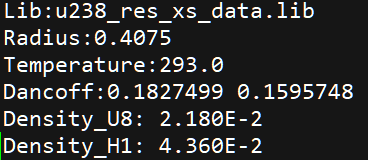 Lib:u238_res_xs_data.lib
Radius:0.4075
Temperature:293.0
Dancoff:0.1827499 0.1595748
Density_U8: 2.180E-2
Density_H1: 4.360E-2